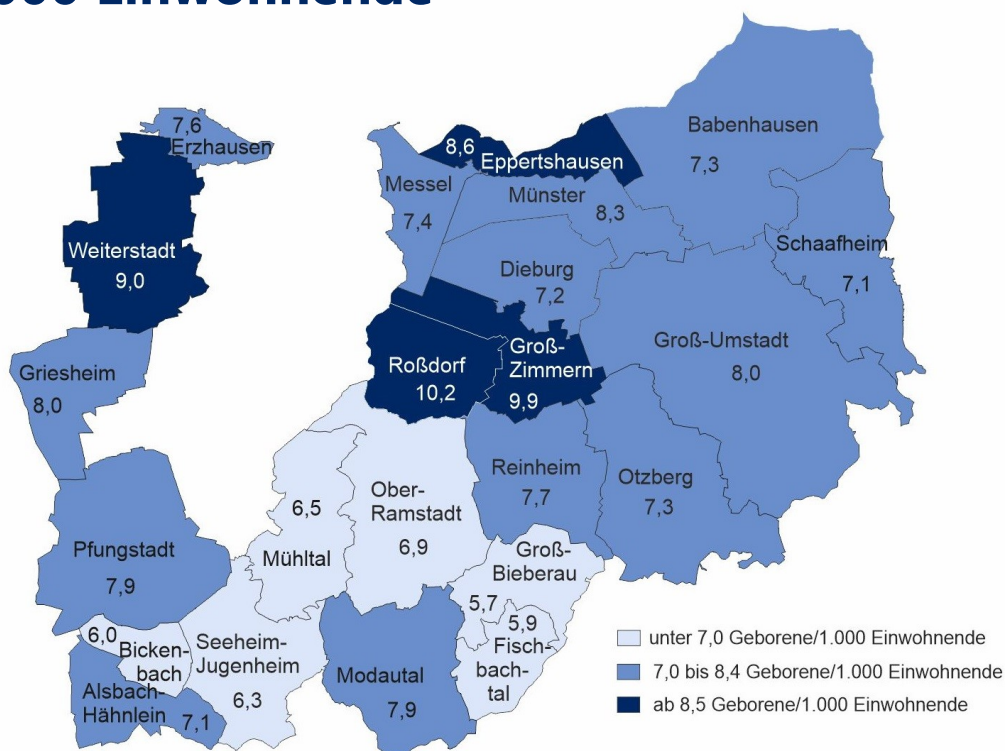 000 Einwohnende
7,6
Erzhausen
8,6
Eppertshausen
Babenhausen
7,3
Messel
7,4
Münster
8,3
Weiterstadt
9,0
Schaafheim
7,1
Dieburg
7,2
Griesheim
8,0
Roßdorf
10,2
Groß-
Zimmern
9,9
Groß-Umstadt
8,0
Reinheim
7,7
Otzberg
7,3
6,5
Mühltal
Ober-
Ramstadt
6,9
Pfungstadt
7,9
Groß-
Bieberau
5,7
5,9
Fisch-
bach-
tal
6,0
Bicken-
bach
Seeheim-
Jugenheim
6,3
Modautal
7,9
Alsbach-
Hähnlein
7,1
unter 7,0 Geborene/1.000 Einwohnende
7,0 bis 8,4 Geborene/1.000 Einwohnende
ab 8,5 Geborene/1.000 Einwohnende